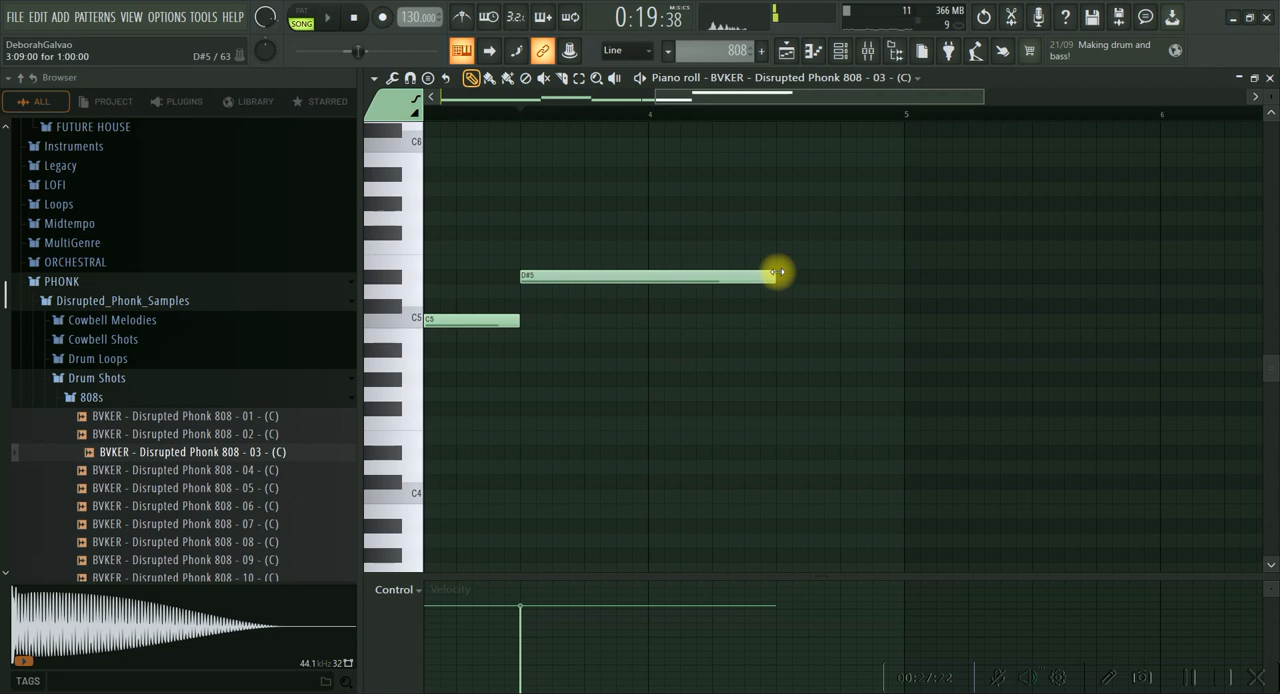 FILE EDIT ADD PATTERNS VIEW OPTIONS TOOLS HELP
PAT
SONG
130.000
3.2.
0:19:38
M:S:CS
11
366 MB
9
DeborahGalvao
3:09:00 for 1:00:00
D#5 / 63
Line
808
21/09 Making drum and
bass!
Browser
Piano roll - BVKER - Disrupted Phonk 808 - 03 - (C)
ALL
PROJECT
PLUGINS
LIBRARY
STARRED
4
5
6
FUTURE HOUSE
Instruments
Legacy
LOFI
Loops
Midtempo
MultiGenre
ORCHESTRAL
PHONK
Disrupted_Phonk_Samples
Cowbell Melodies
Cowbell Shots
Drum Loops
Drum Shots
808s
BVKER - Disrupted Phonk 808 - 01 - (C)
BVKER - Disrupted Phonk 808 - 02 - (C)
BVKER - Disrupted Phonk 808 - 03 - (C)
BVKER - Disrupted Phonk 808 - 04 - (C)
BVKER - Disrupted Phonk 808 - 05 - (C)
BVKER - Disrupted Phonk 808 - 06 - (C)
BVKER - Disrupted Phonk 808 - 07 - (C)
BVKER - Disrupted Phonk 808 - 08 - (C)
BVKER - Disrupted Phonk 808 - 09 - (C)
BVKER - Disrupted Phonk 808 - 10 - (C)
C6
D#5
C5
C5
C4
Control
Velocity
44.1 kHz 32
TAGS
00:27:22